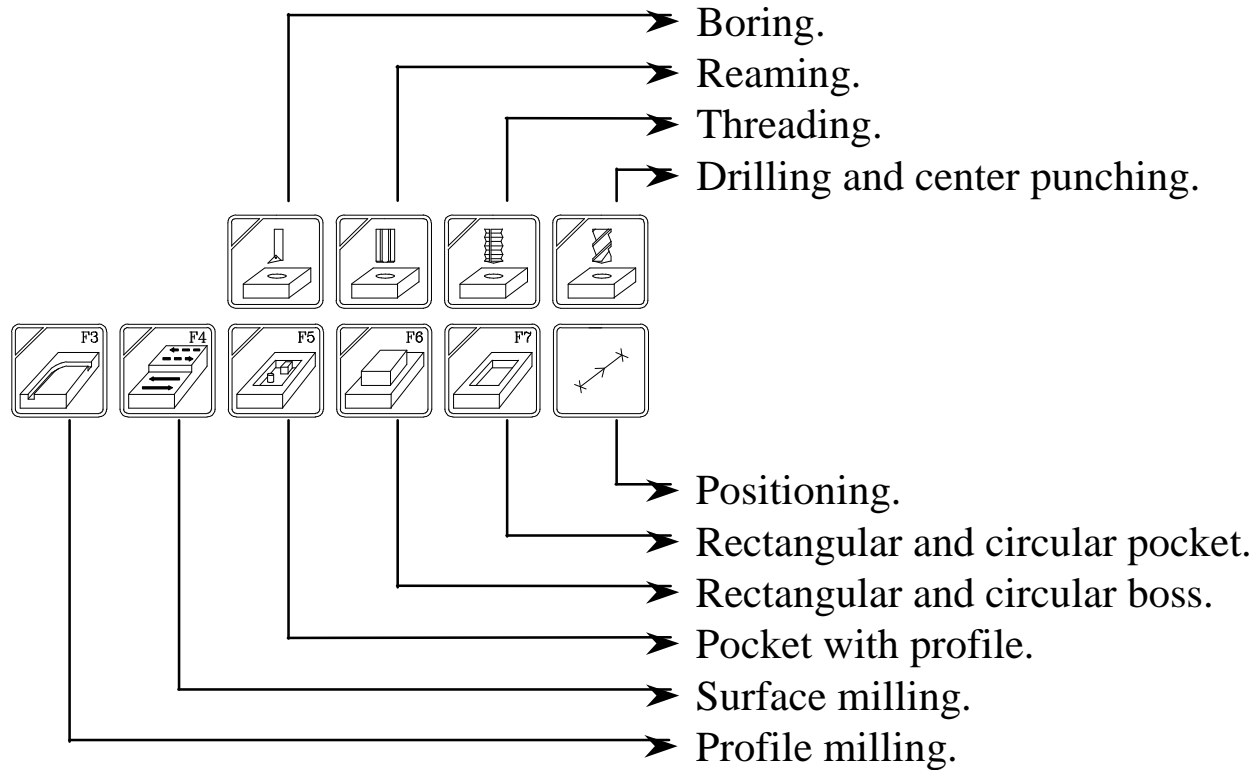 Boring.
Reaming.
Threading.
Drilling and center punching.
F3 F4 F5 F6 F7
Positioning.
Rectangular and circular pocket.
Rectangular and circular boss.
Pocket with profile.
Surface milling.
Profile milling.